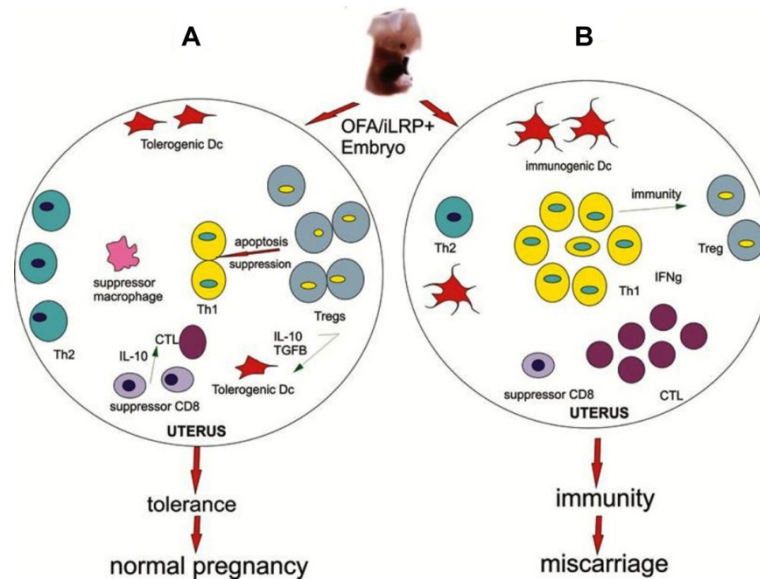 A
B
OFA/iLRP+
Embryo
Tolerogenic Dc
Th2
suppressor
macrophage
Th1
apoptosis
suppression
Tregs
IL-10
TGFB
CTL
IL-10
suppressor CD8
Tolerogenic Dc
UTERUS
tolerance
normal pregnancy
immunogenic Dc
Th2
immunity
Treg
Th1
IFNg
suppressor CD8
CTL
UTERUS
immunity
miscarriage